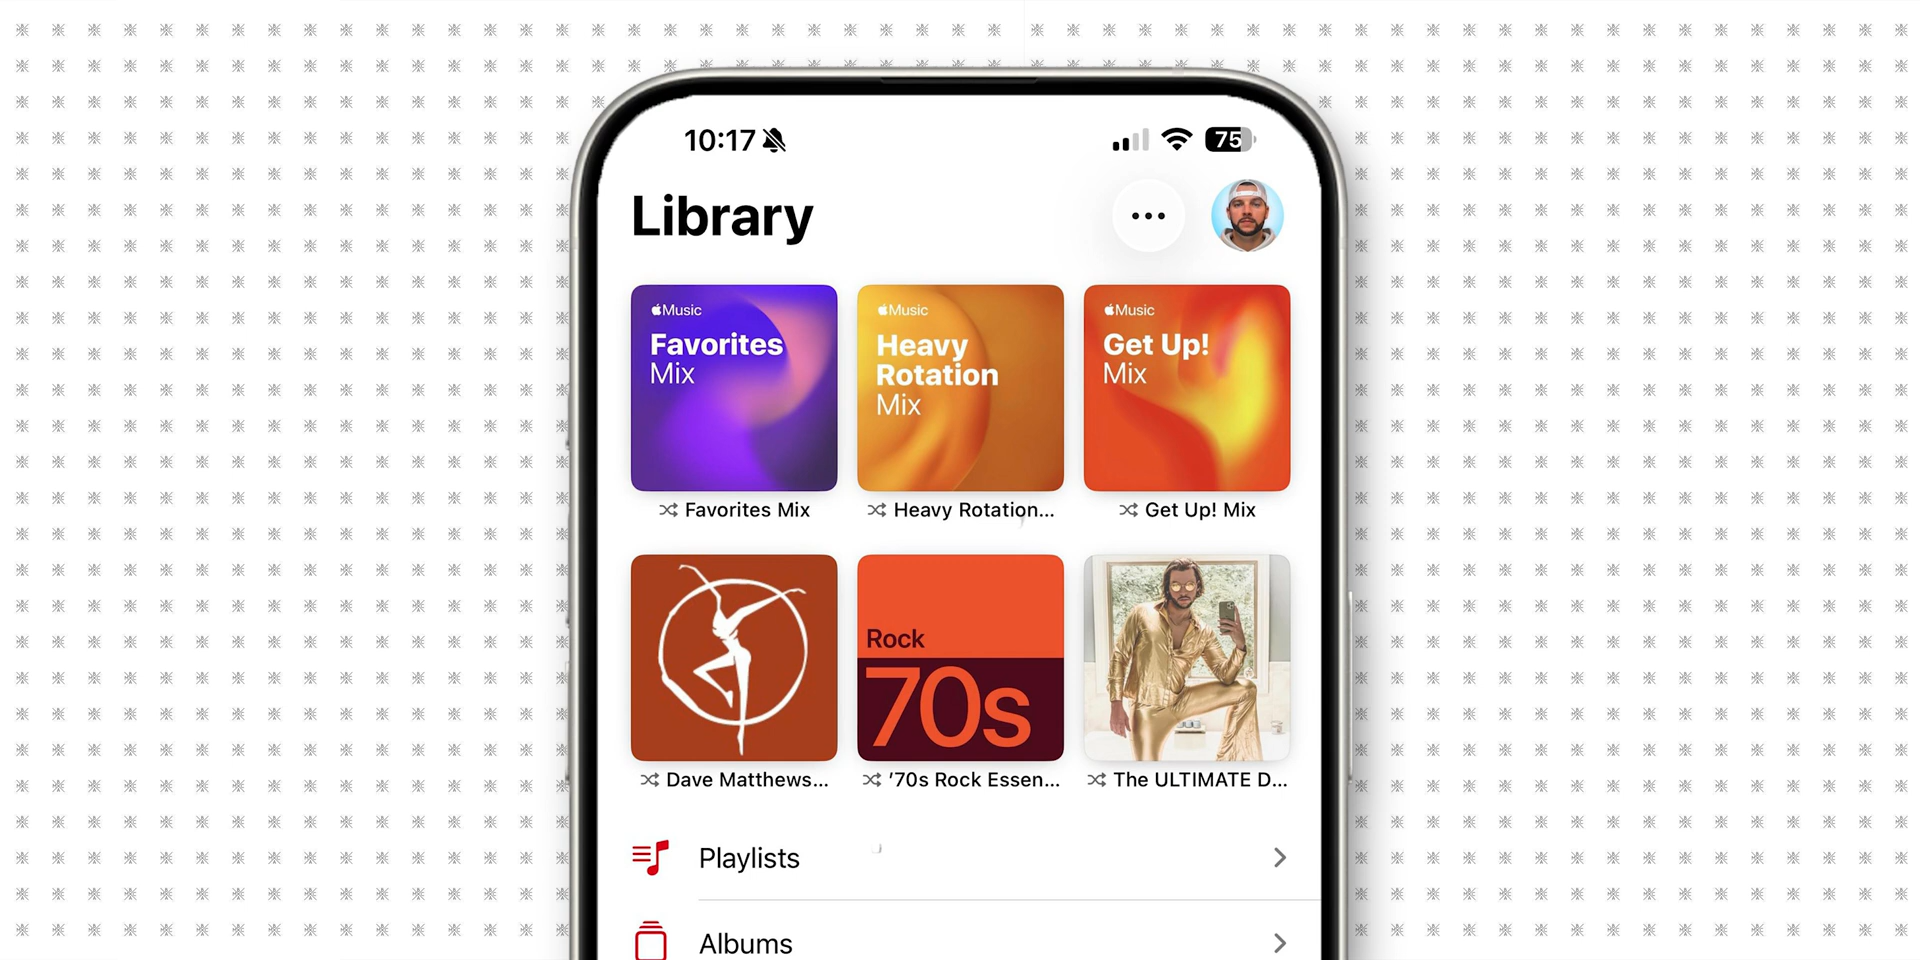 10:17
75
Library
Music
Favorites
Mix
Music
Heavy
Rotation
Mix
Music
Get Up!
Mix
Favorites Mix
Heavy Rotation...
Get Up! Mix
Rock
70s
Dave Matthews...
’70s Rock Essen...
The ULTIMATE D...
Playlists
Albums